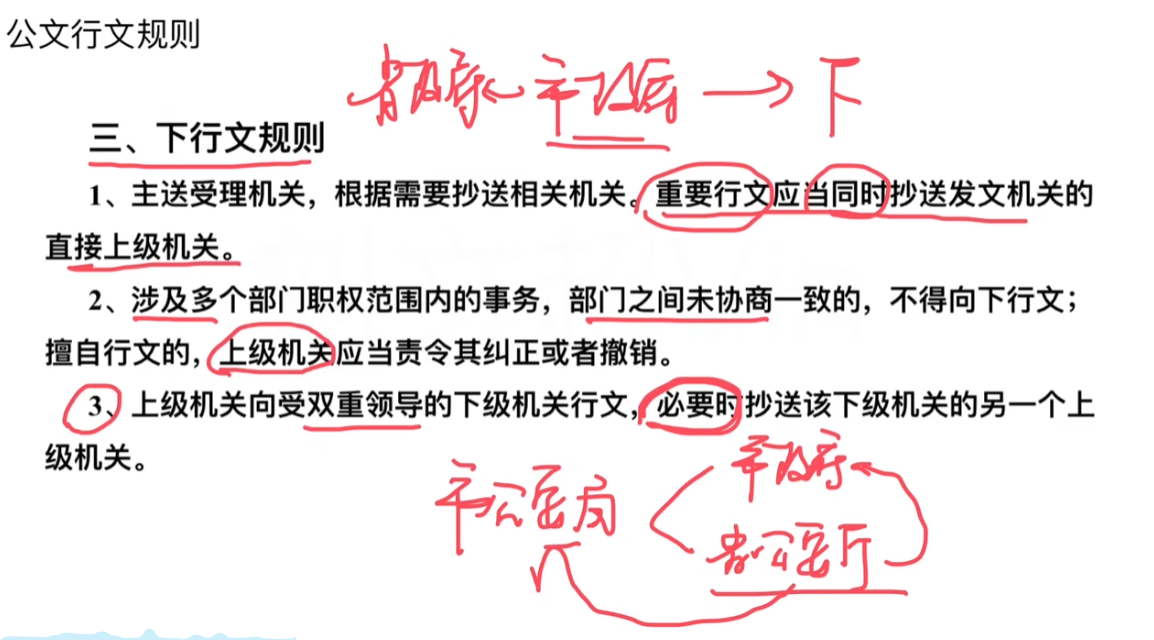 公文行文规则
省政府 市政府 下
三、下行文规则
1、主送受理机关，根据需要抄送相关机关。重要行文应当同时抄送发文机关的
直接上级机关。
2、涉及多个部门职权范围内的事务，部门之间未协商一致的，不得向下行文；
擅自行文的，上级机关应当责令其纠正或者撤销。
3、上级机关向受双重领导的下级机关行文，必要时抄送该下级机关的另一个上
级机关。
市政府
市公安局
省公安厅